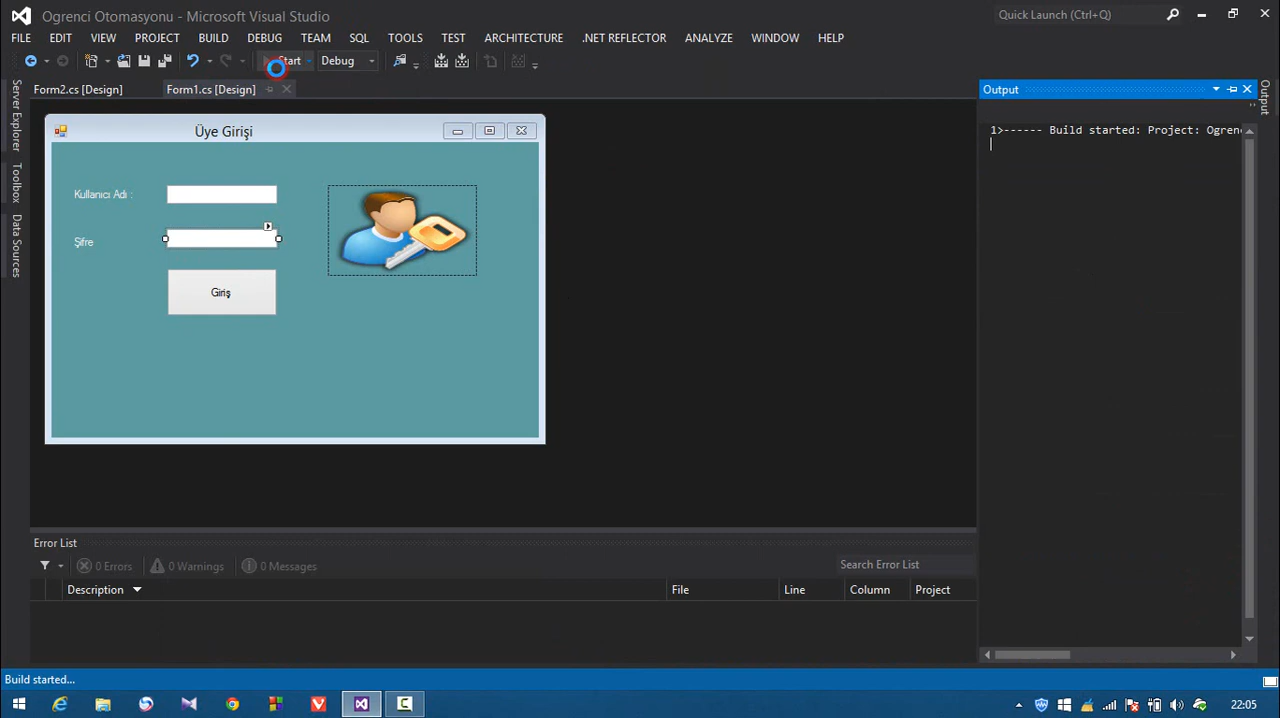 Ogrenci Otomasyonu - Microsoft Visual Studio
Quick Launch (Ctrl+Q)
FILE EDIT VIEW PROJECT BUILD DEBUG TEAM SQL TOOLS TEST ARCHITECTURE .NET REFLECTOR ANALYZE WINDOW HELP
Start Debug
Form2.cs [Design] Form1.cs [Design]
Server Explorer
Toolbox
Data Sources
Üye Girişi
Kullanıcı Adı :
Şifre
Giriş
Output
Output
1>------ Build started: Project: Ogren
Error List
0 Errors 0 Warnings 0 Messages
Search Error List
Description File Line Column Project
Build started...
22:05